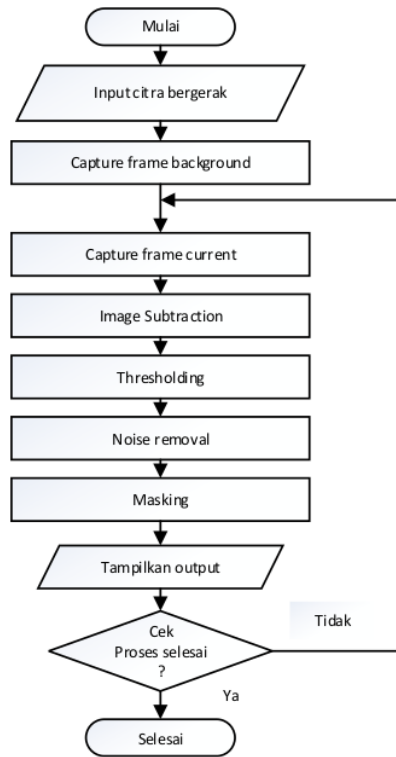 Mulai
Input citra bergerak
Capture frame background
Capture frame current
Image Subtraction
Thresholding
Noise removal
Masking
Tampilkan output
Cek
Proses selesai
?
Tidak
Ya
Selesai